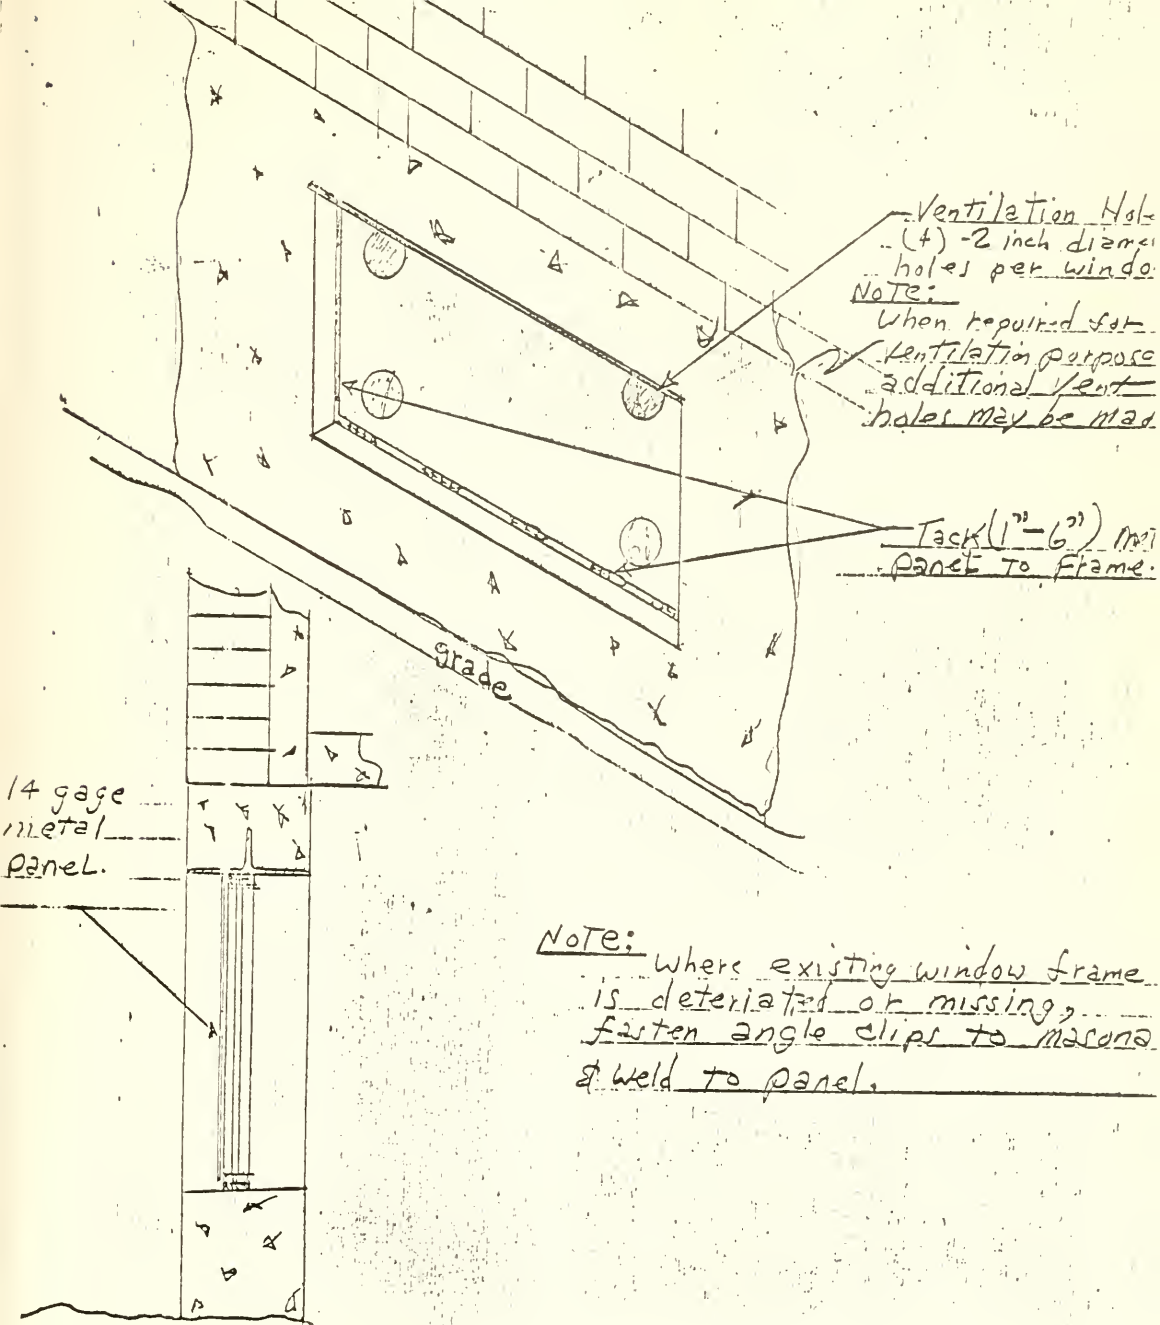 Ventilation Hole
(4) -2 inch diame
holes per windo
NOTE:
When required for
ventilation purpose
additional vent
holes may be mad
Tack (1"-6") met
Panel To Frame.
grade
14 gage
metal
panel.
NOTE:
Where existing window frame
is deteriated or missing,
fasten angle clips to masona
& weld to panel.